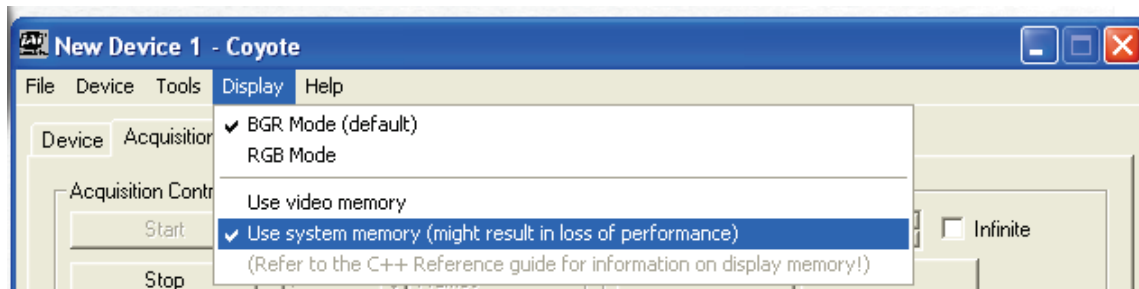 New Device 1 - Coyote
File Device Tools Display Help
Device Acquisition
BGR Mode (default)
RGB Mode
Acquisition Contr
Use video memory
Start
Use system memory (might result in loss of performance)
Infinite
(Refer to the C++ Reference guide for information on display memory!)
Stop